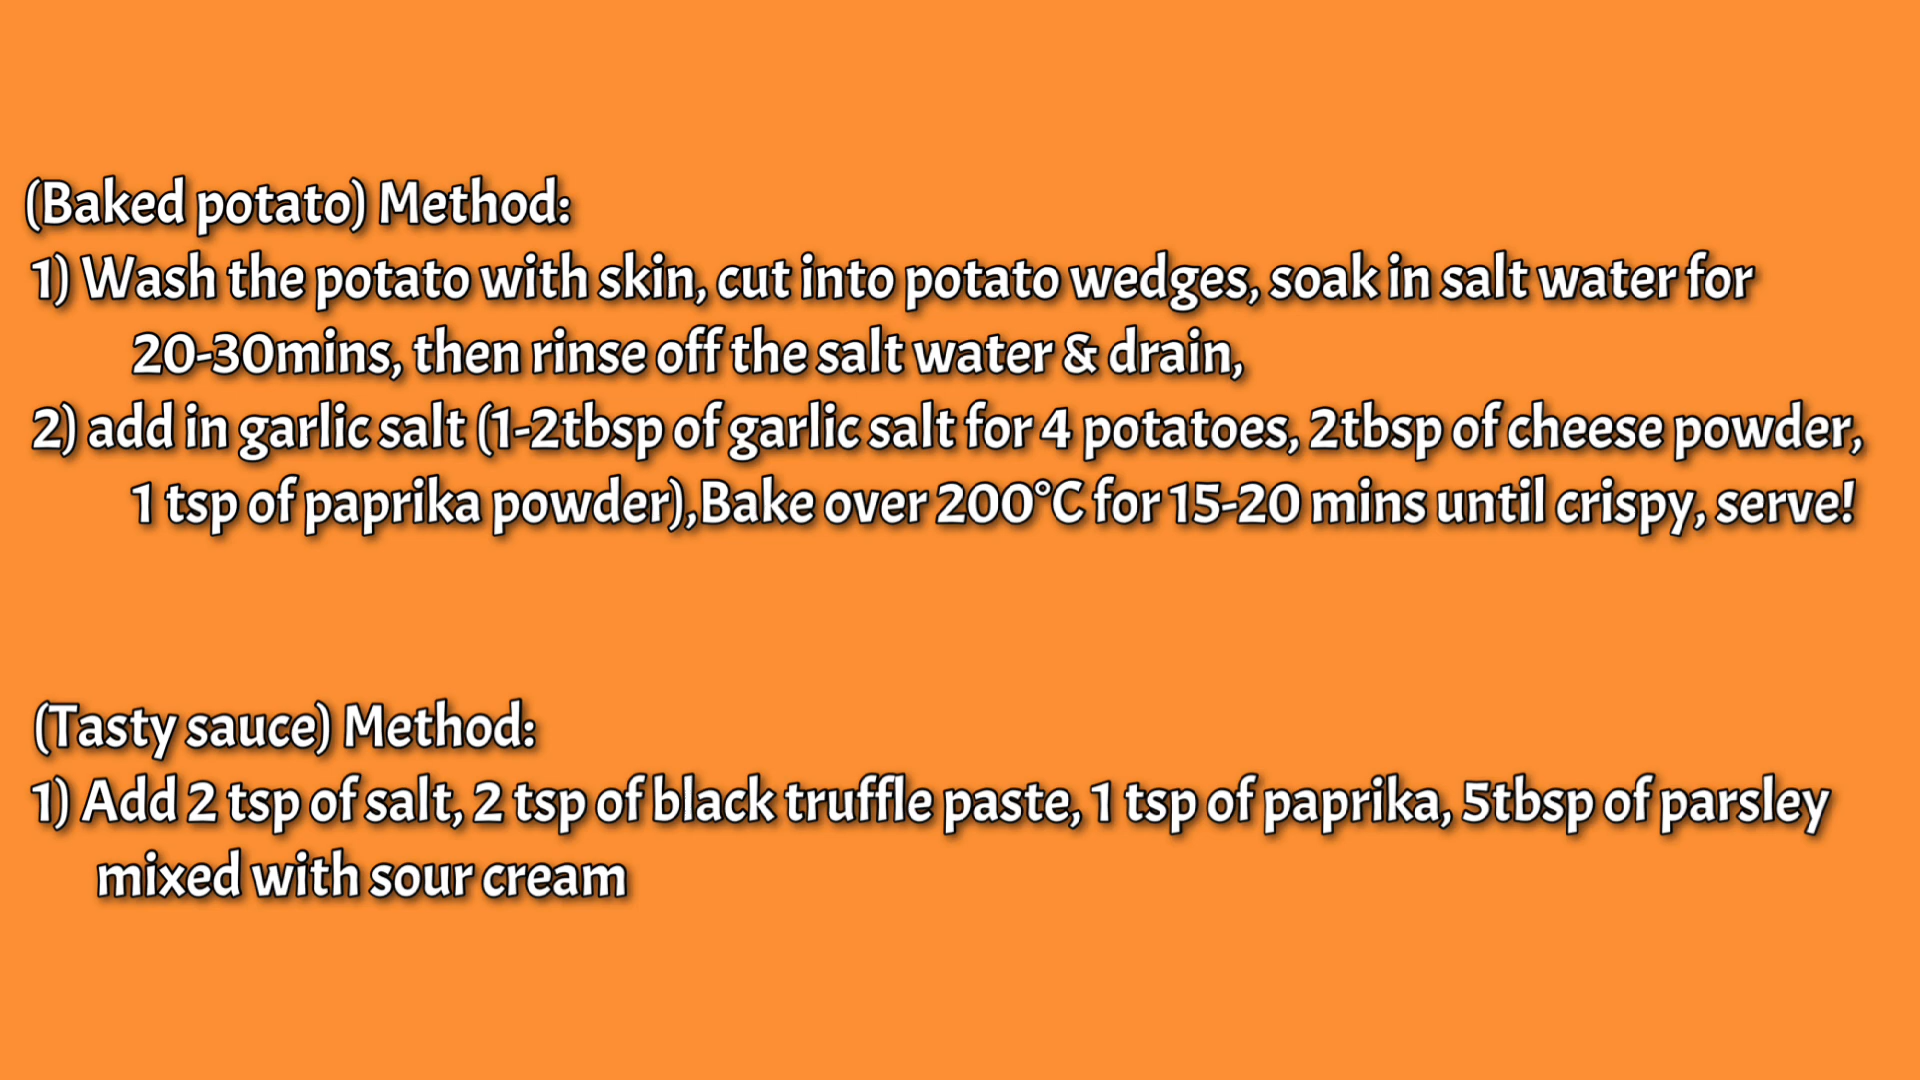 (Baked potato) Method:
1) Wash the potato with skin, cut into potato wedges, soak in salt water for
20-30mins, then rinse off the salt water & drain,
2) add in garlic salt (1-2tbsp of garlic salt for 4 potatoes, 2tbsp of cheese powder,
1 tsp of paprika powder),Bake over 200°C for 15-20 mins until crispy, serve!
(Tasty sauce) Method:
1) Add 2 tsp of salt, 2 tsp of black truffle paste, 1 tsp of paprika, 5tbsp of parsley
mixed with sour cream